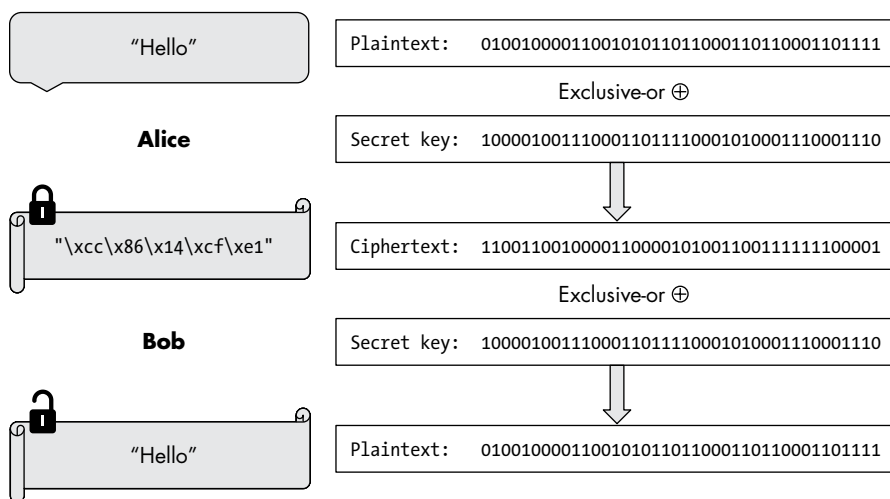 “Hello”
Plaintext: 0100100001100101011011000110110001101111
Exclusive-or ⊕
Alice
Secret key: 1000010011100011011110001010001110001110
"\xcc\x86\x14\xcf\xe1"
Ciphertext: 1100110010000110000101001100111111100001
Exclusive-or ⊕
Bob
Secret key: 1000010011100011011110001010001110001110
“Hello”
Plaintext: 0100100001100101011011000110110001101111